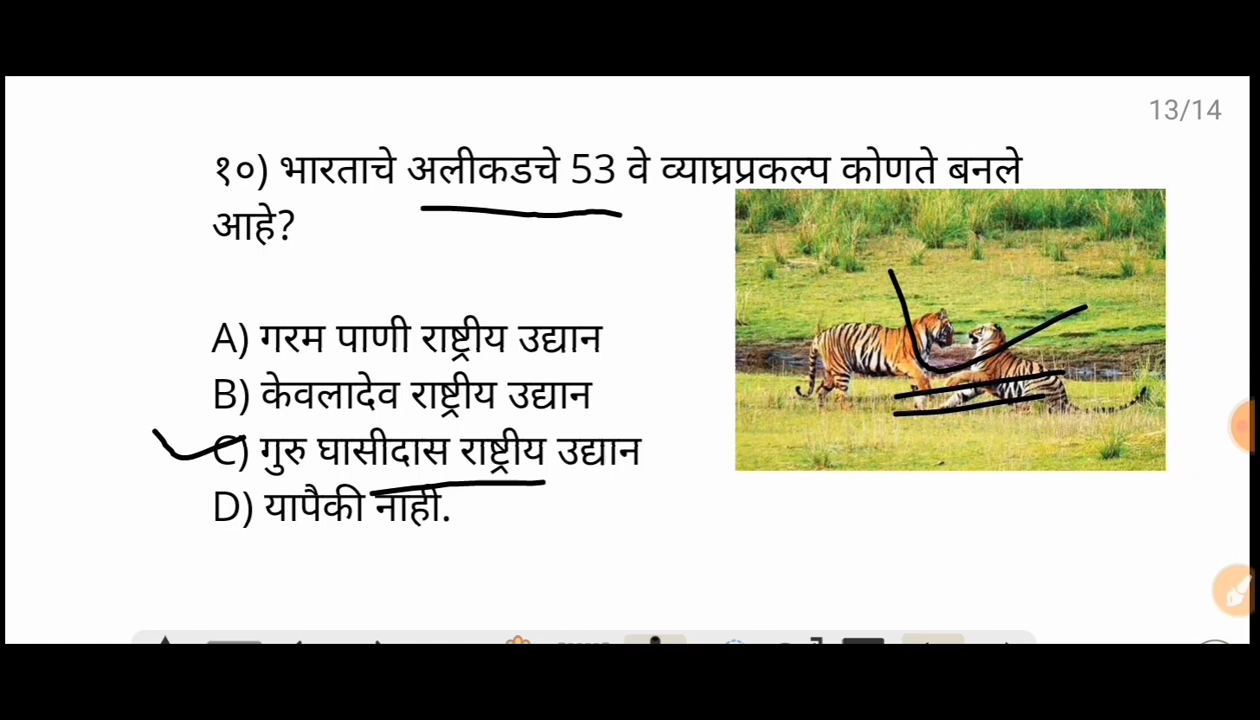 13/14
१०) भारताचे अलीकडचे 53 वे व्याघ्रप्रकल्प कोणते बनले
आहे?
A) गरम पाणी राष्ट्रीय उद्यान
B) केवलादेव राष्ट्रीय उद्यान
C) गुरु घासीदास राष्ट्रीय उद्यान
D) यापैकी नाही.